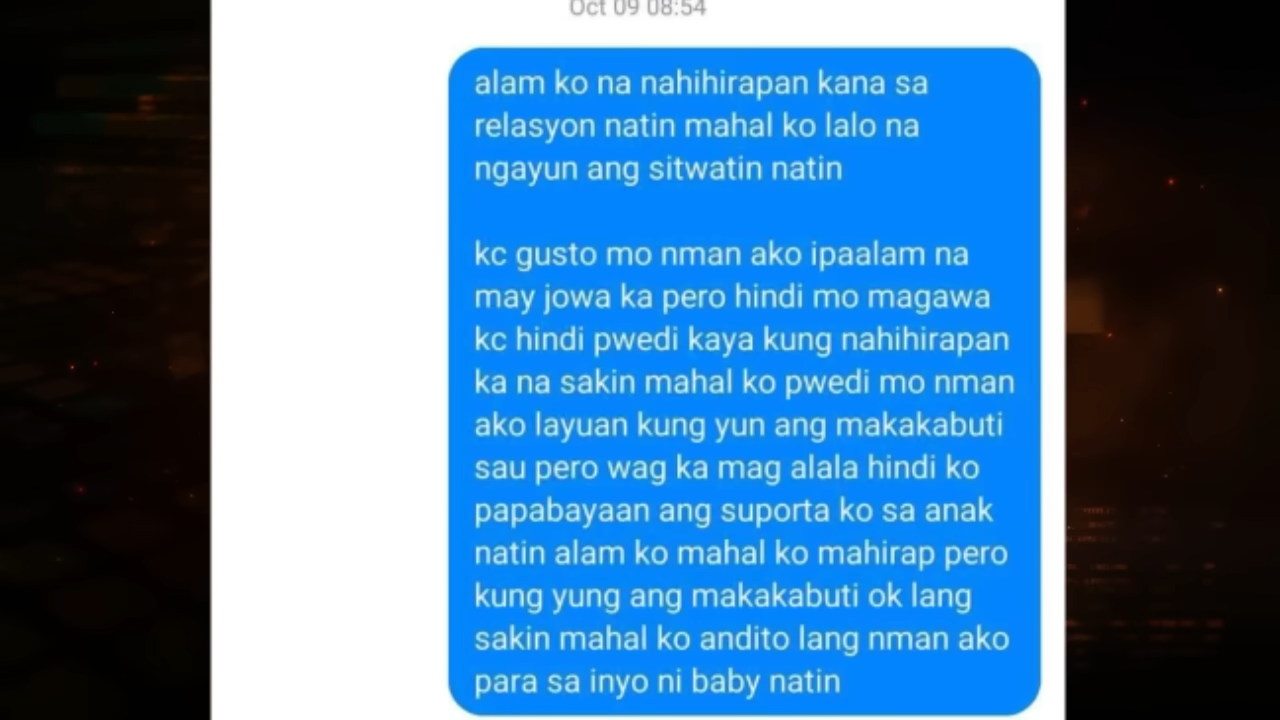 Oct 09 08:54
alam ko na nahihirapan kana sa
relasyon natin mahal ko lalo na
ngayun ang sitwatin natin
kc gusto mo nman ako ipaalam na
may jowa ka pero hindi mo magawa
kc hindi pwedi kaya kung nahihirapan
ka na sakin mahal ko pwedi mo nman
ako layuan kung yun ang makakabuti
sau pero wag ka mag alala hindi ko
papabayaan ang suporta ko sa anak
natin alam ko mahal ko mahirap pero
kung yung ang makakabuti ok lang
sakin mahal ko andito lang nman ako
para sa inyo ni baby natin